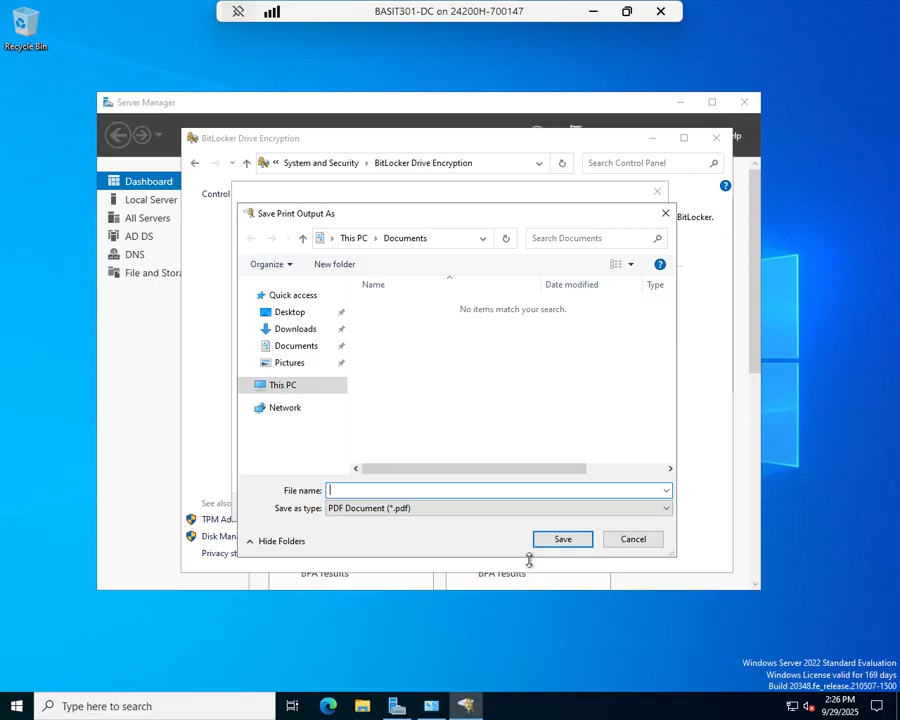 BASIT301-DC on 24200H-700147
Recycle Bin
Server Manager
BitLocker Drive Encryption
System and Security > BitLocker Drive Encryption
Search Control Panel
Dashboard
Local Server
All Servers
AD DS
DNS
File and Stora
Control
BitLocker.
Save Print Output As
This PC > Documents
Search Documents
Organize
New folder
Name
Date modified
Type
No items match your search.
Quick access
Desktop
Downloads
Documents
Pictures
This PC
Network
File name:
Save as type: PDF Document (*.pdf)
Hide Folders
Save
Cancel
See also
TPM Ad...
Disk Man
Privacy st
BPA results
BPA results
Windows Server 2022 Standard Evaluation
Windows License valid for 169 days
Build 20348.fe_release.210507-1500
Type here to search
2:26 PM
9/29/2025